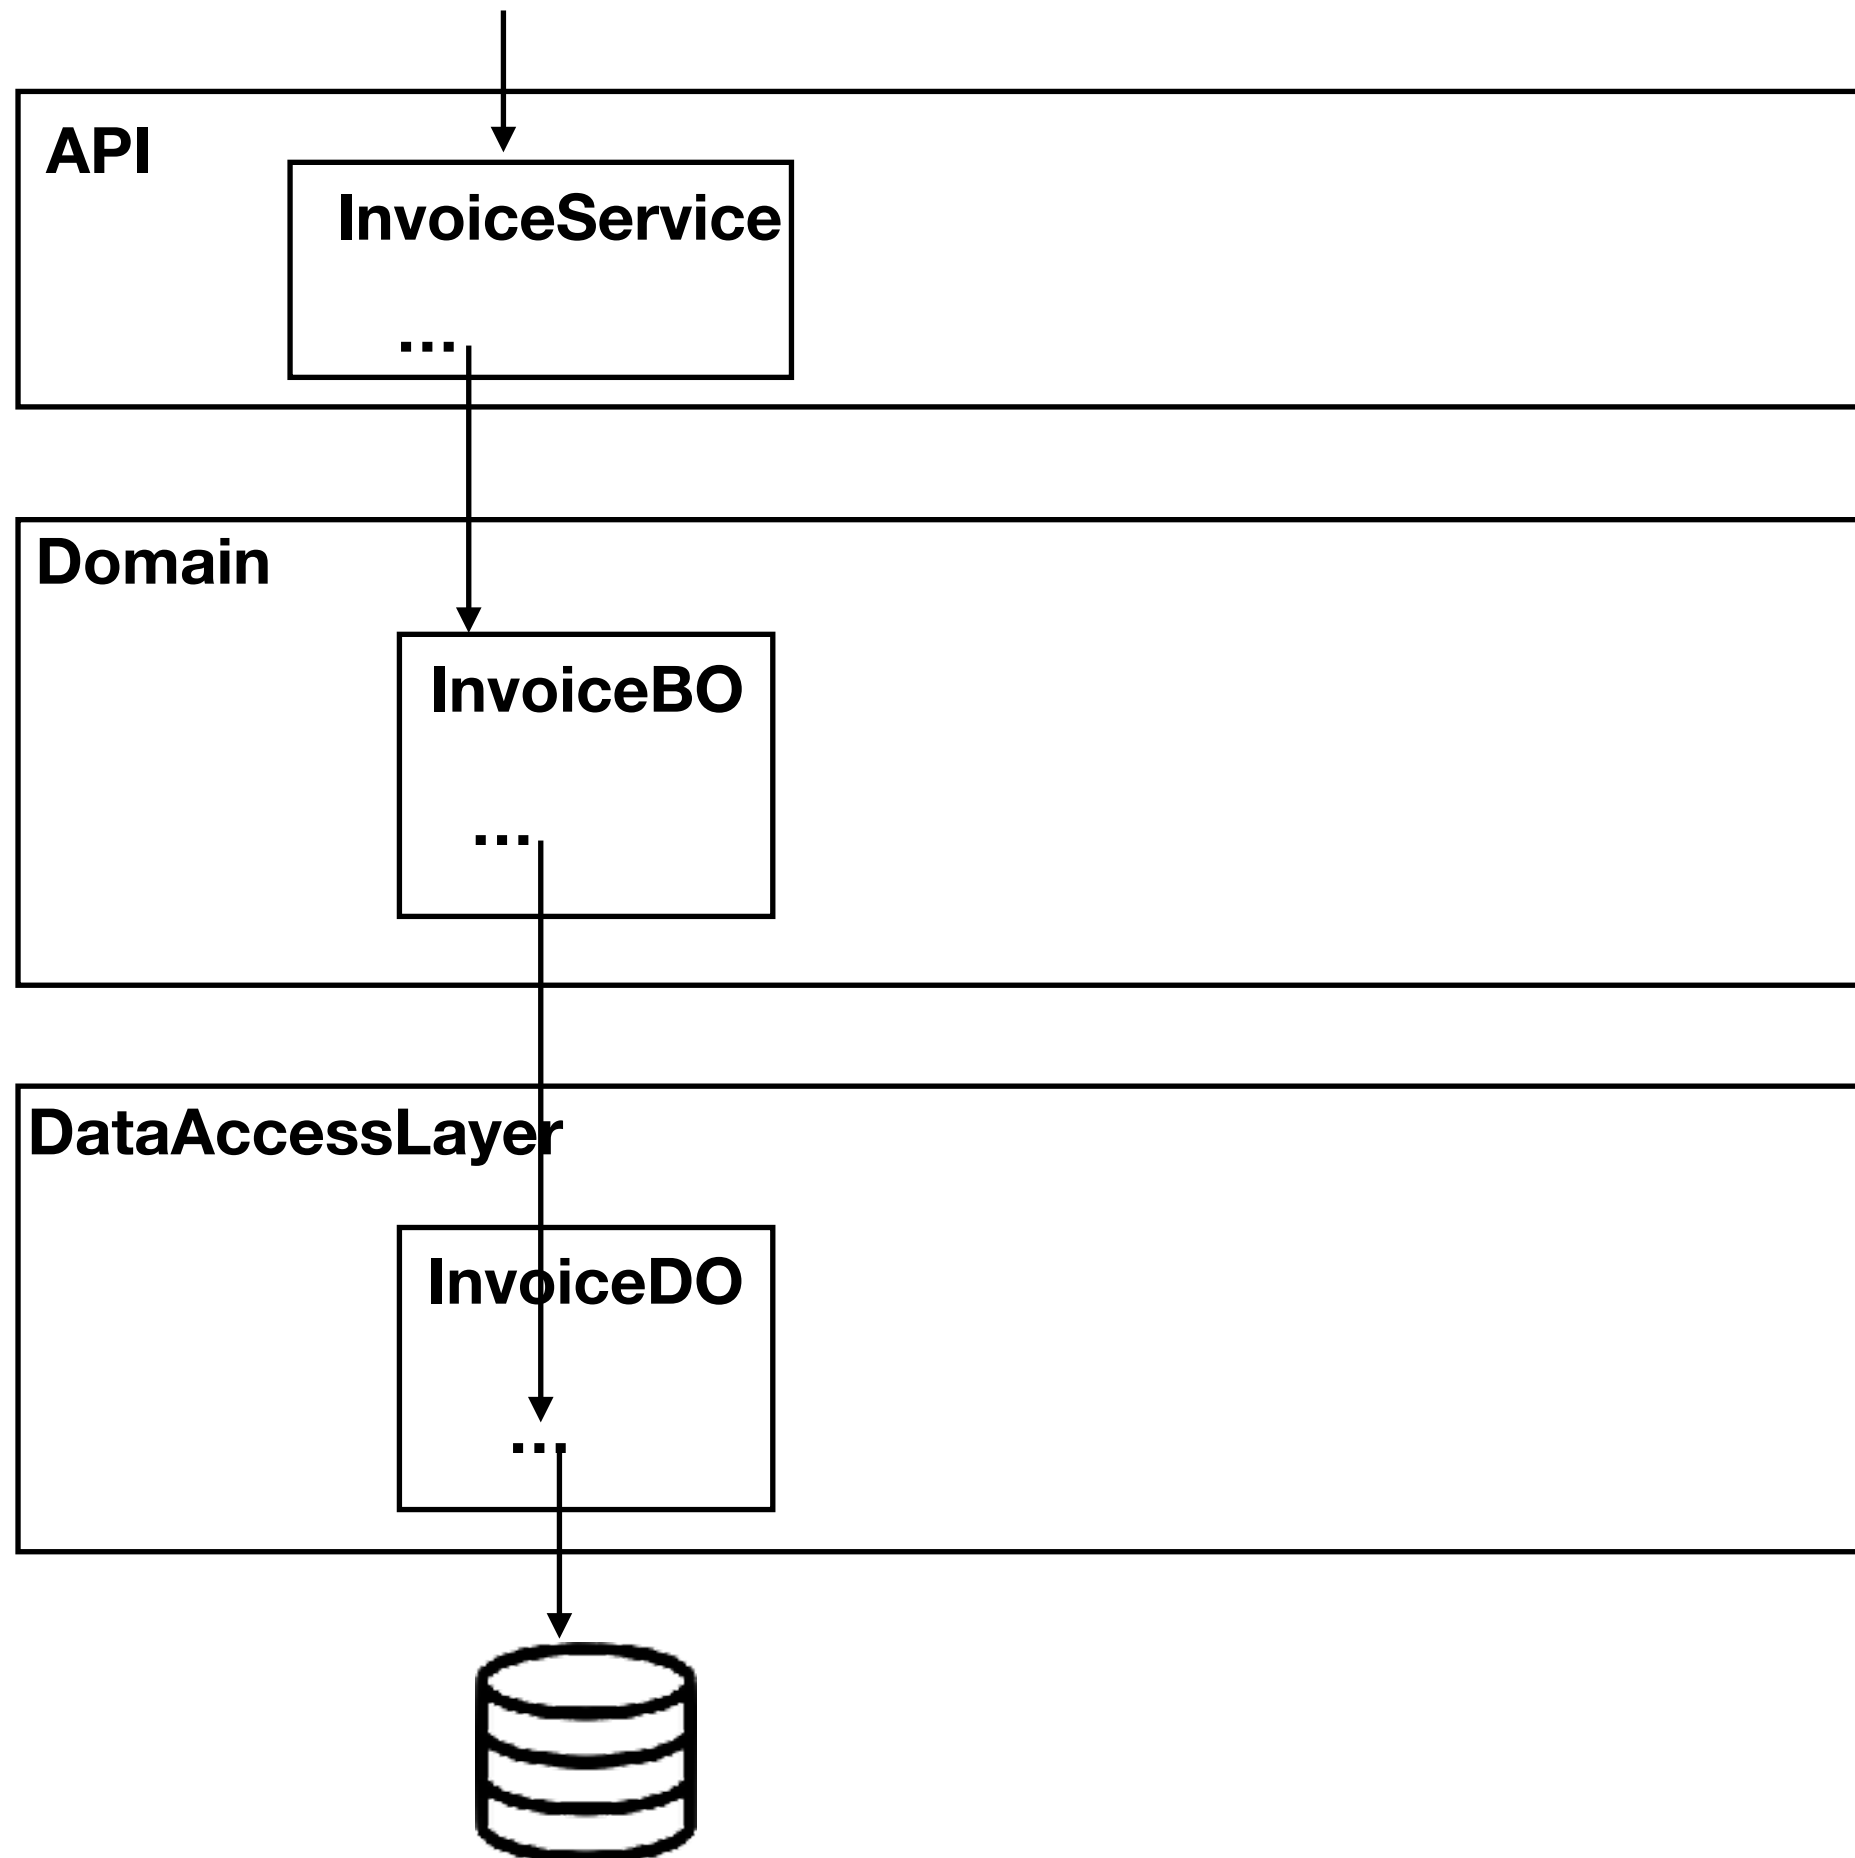 API
InvoiceService
...
Domain
InvoiceBO
...
DataAccessLayer
InvoiceDO
...